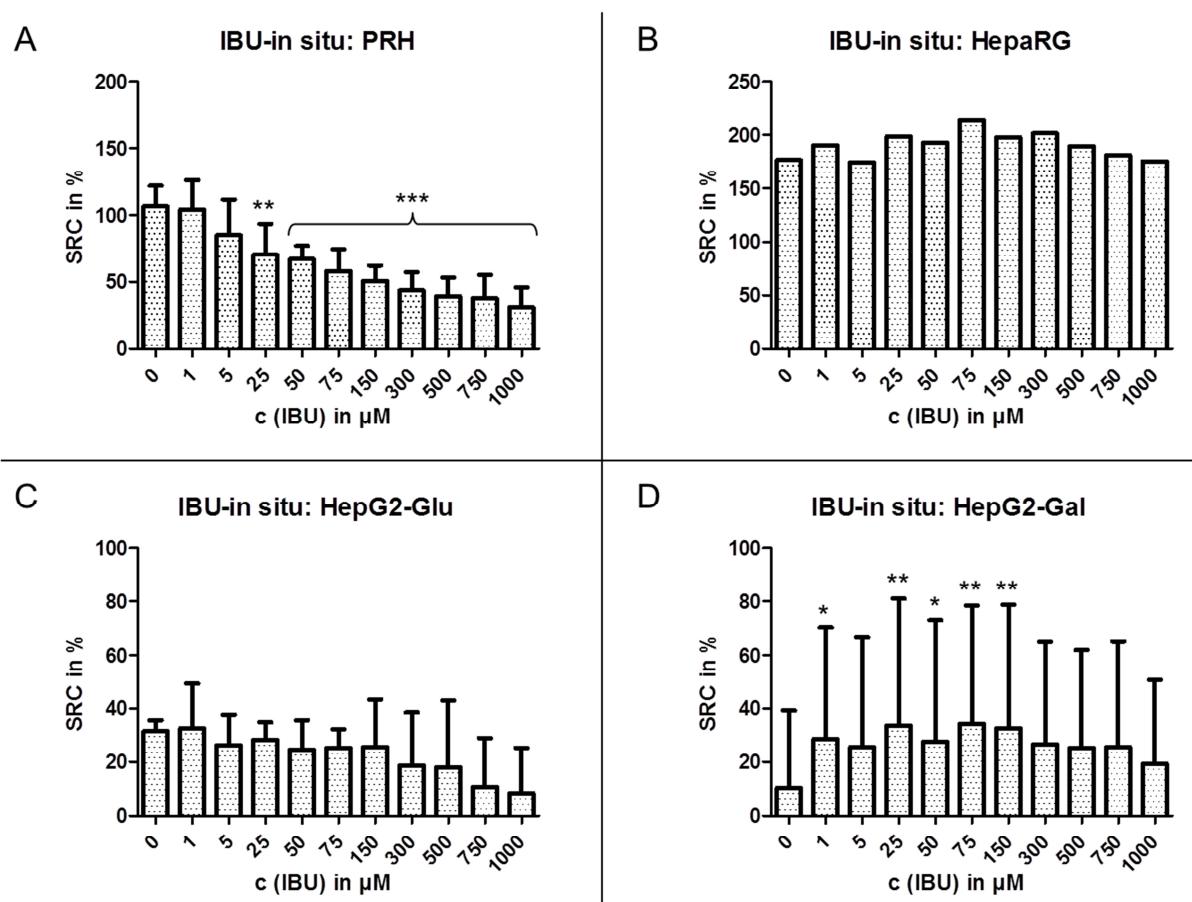 A
IBU-in situ: PRH
SRC in %
200
150
100
50
0
**
***
0 1 5 25 50 75 150 300 500 750 1000
c (IBU) in µM
B
IBU-in situ: HepaRG
SRC in %
250
200
150
100
50
0
0 1 5 25 50 75 150 300 500 750 1000
c (IBU) in µM
C
IBU-in situ: HepG2-Glu
SRC in %
100
80
60
40
20
0
0 1 5 25 50 75 150 300 500 750 1000
c (IBU) in µM
D
IBU-in situ: HepG2-Gal
SRC in %
100
80
60
40
20
0
* ** * ** **
0 1 5 25 50 75 150 300 500 750 1000
c (IBU) in µM